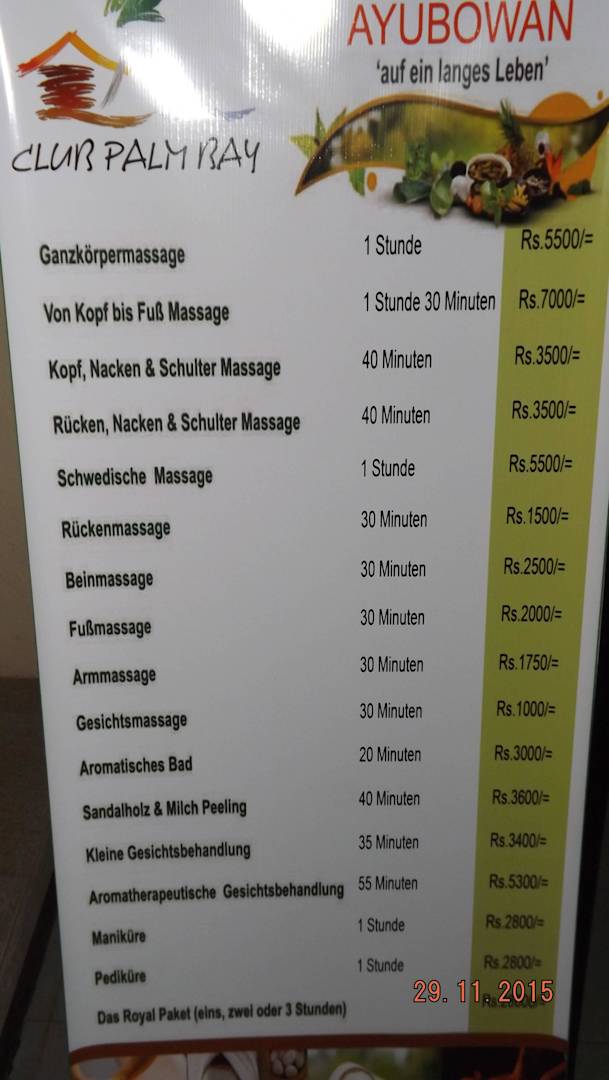 AYUBOWAN
‘auf ein langes Leben’
CLUB PALM BAY
Ganzkörpermassage 1 Stunde Rs.5500/=
Von Kopf bis Fuß Massage 1 Stunde 30 Minuten Rs.7000/=
Kopf, Nacken & Schulter Massage 40 Minuten Rs.3500/=
Rücken, Nacken & Schulter Massage 40 Minuten Rs.3500/=
Schwedische Massage 1 Stunde Rs.5500/=
Rückenmassage 30 Minuten Rs.1500/=
Beinmassage 30 Minuten Rs.2500/=
Fußmassage 30 Minuten Rs.2000/=
Armmassage 30 Minuten Rs.1750/=
Gesichtsmassage 30 Minuten Rs.1000/=
Aromatisches Bad 20 Minuten Rs.3000/=
Sandalholz & Milch Peeling 40 Minuten Rs.3600/=
Kleine Gesichtsbehandlung 35 Minuten Rs.3400/=
Aromatherapeutische Gesichtsbehandlung 55 Minuten Rs.5300/=
Maniküre 1 Stunde Rs.2800/=
Pediküre 1 Stunde Rs.2800/=
Das Royal Paket (eins, zwei oder 3 Stunden)
29.11.2015